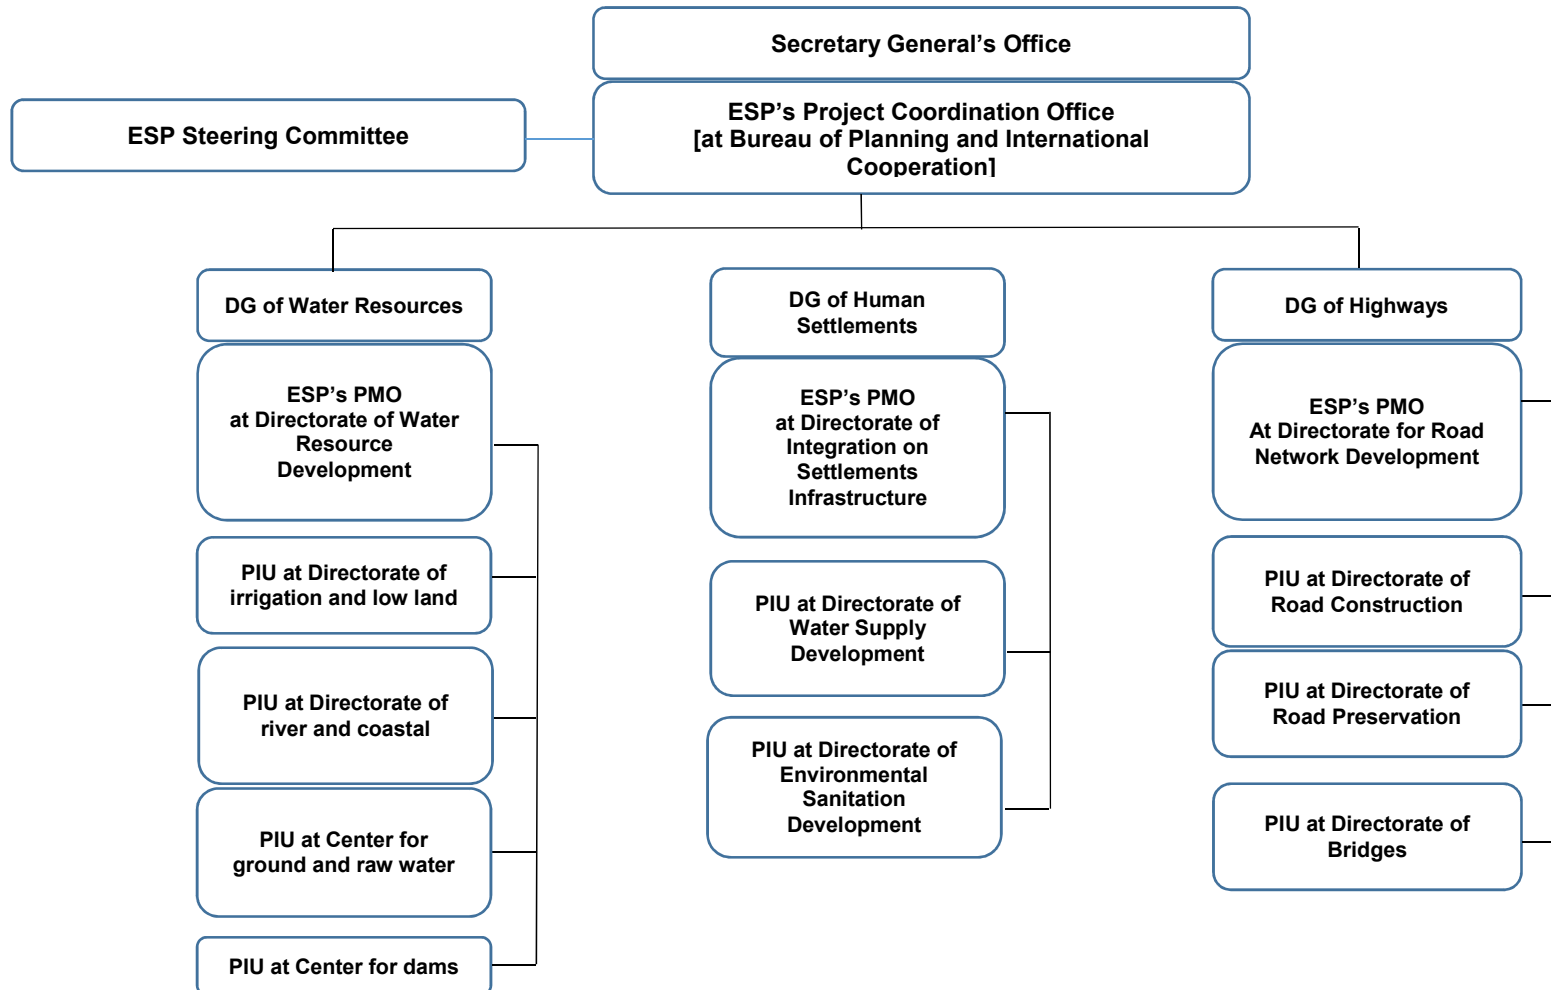 Secretary General’s Office
ESP Steering Committee
ESP’s Project Coordination Office
[at Bureau of Planning and International
Cooperation]
DG of Water Resources
ESP’s PMO
at Directorate of Water
Resource
Development
PIU at Directorate of
irrigation and low land
PIU at Directorate of
river and coastal
PIU at Center for
ground and raw water
PIU at Center for dams
DG of Human
Settlements
ESP’s PMO
at Directorate of
Integration on
Settlements
Infrastructure
PIU at Directorate of
Water Supply
Development
PIU at Directorate of
Environmental
Sanitation
Development
DG of Highways
ESP’s PMO
At Directorate for Road
Network Development
PIU at Directorate of
Road Construction
PIU at Directorate of
Road Preservation
PIU at Directorate of
Bridges